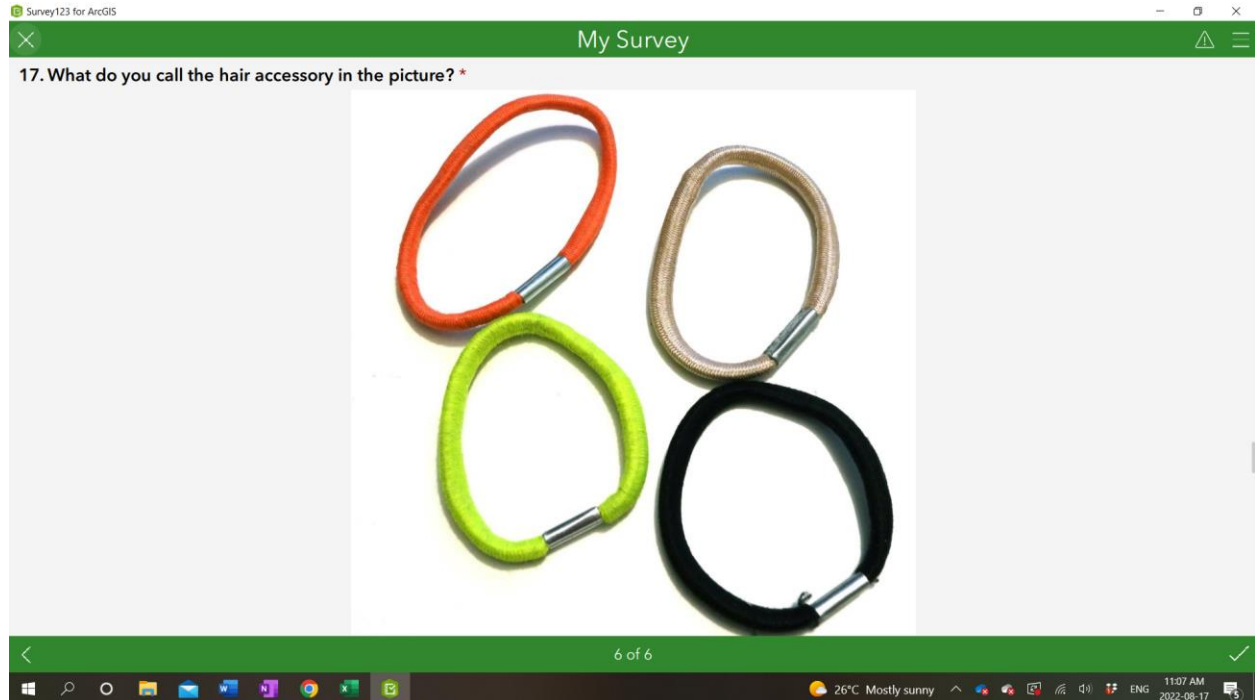 Survey123 for ArcGIS
My Survey
17. What do you call the hair accessory in the picture? *
6 of 6
26°C Mostly sunny
ENG
11:07 AM
2022-08-17
5